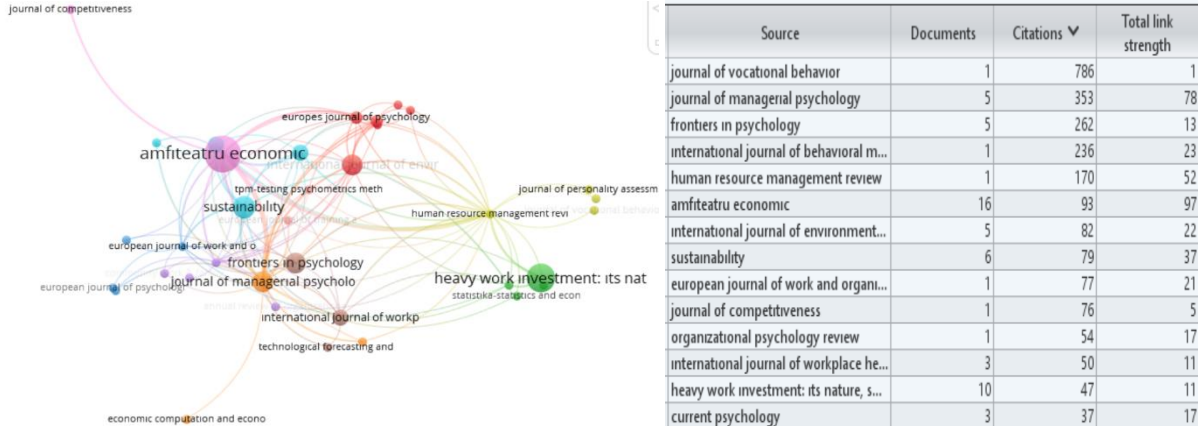 journal of competitiveness
europes journal of psychology
amfiteatru economic
international journal of envir
tpm-testing psychometrics meth
journal of personality assessm
sustainability
human resource management revi
european journal of work and o
frontiers in psychology
heavy work investment: its nat
journal of managerial psycholo
european journal of psychologi
statistika-statistics and econ
international journal of workp
technological forecasting and
economic computation and econo
Source Documents Citations Total link strength
journal of vocational behavior 1 786 1
journal of managerial psychology 5 353 78
frontiers in psychology 5 262 13
international journal of behavioral m... 1 236 23
human resource management review 1 170 52
amfiteatru economic 16 93 97
international journal of environment... 5 82 22
sustainability 6 79 37
european journal of work and organi... 1 77 21
journal of competitiveness 1 76 5
organizational psychology review 1 54 17
international journal of workplace he... 3 50 11
heavy work investment: its nature, s... 10 47 11
current psychology 3 37 17